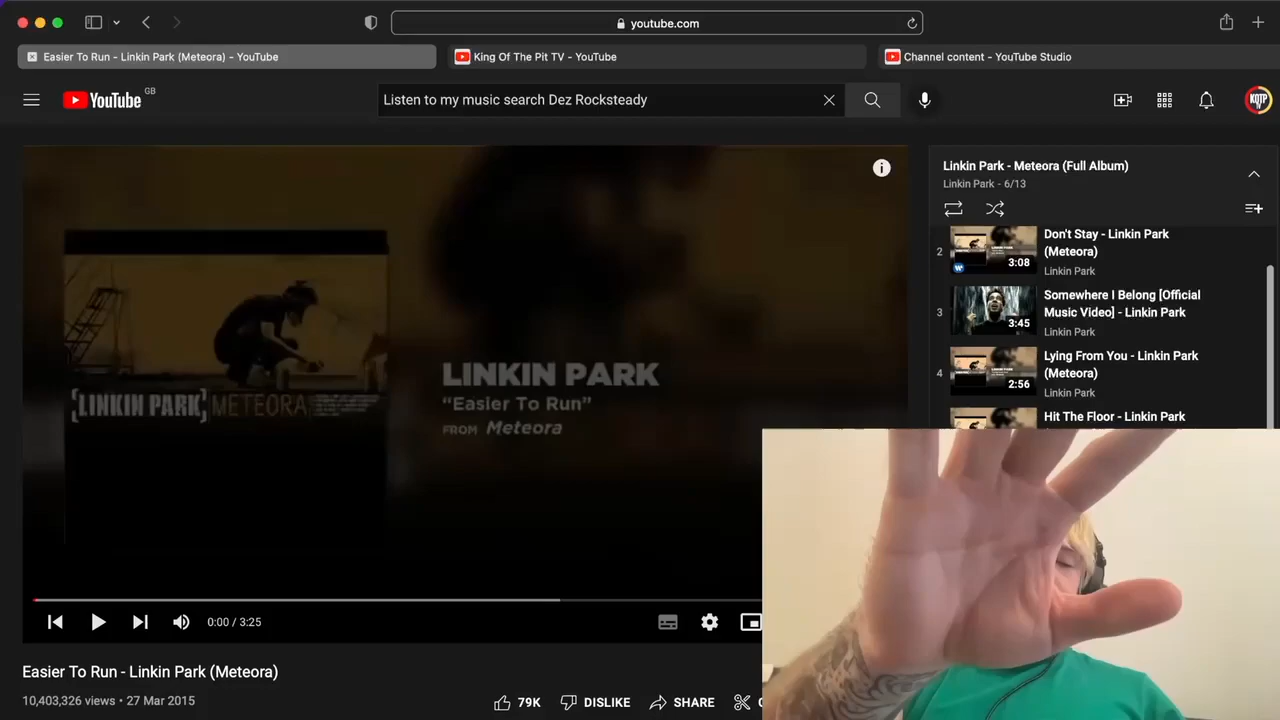 youtube.com
Easier To Run - Linkin Park (Meteora) - YouTube
King Of The Pit TV - YouTube
Channel content - YouTube Studio
YouTube GB
Listen to my music search Dez Rocksteady
KOTP TV
Linkin Park - Meteora (Full Album)
Linkin Park - 6/13
2
Don't Stay - Linkin Park
(Meteora)
3:08
Linkin Park
3
Somewhere I Belong [Official
Music Video] - Linkin Park
3:45
Linkin Park
4
Lying From You - Linkin Park
(Meteora)
2:56
Linkin Park
Hit The Floor - Linkin Park
[LINKIN PARK] METEORA
LINKIN PARK
“Easier To Run”
FROM Meteora
0:00 / 3:25
Easier To Run - Linkin Park (Meteora)
10,403,326 views • 27 Mar 2015
79K
DISLIKE
SHARE